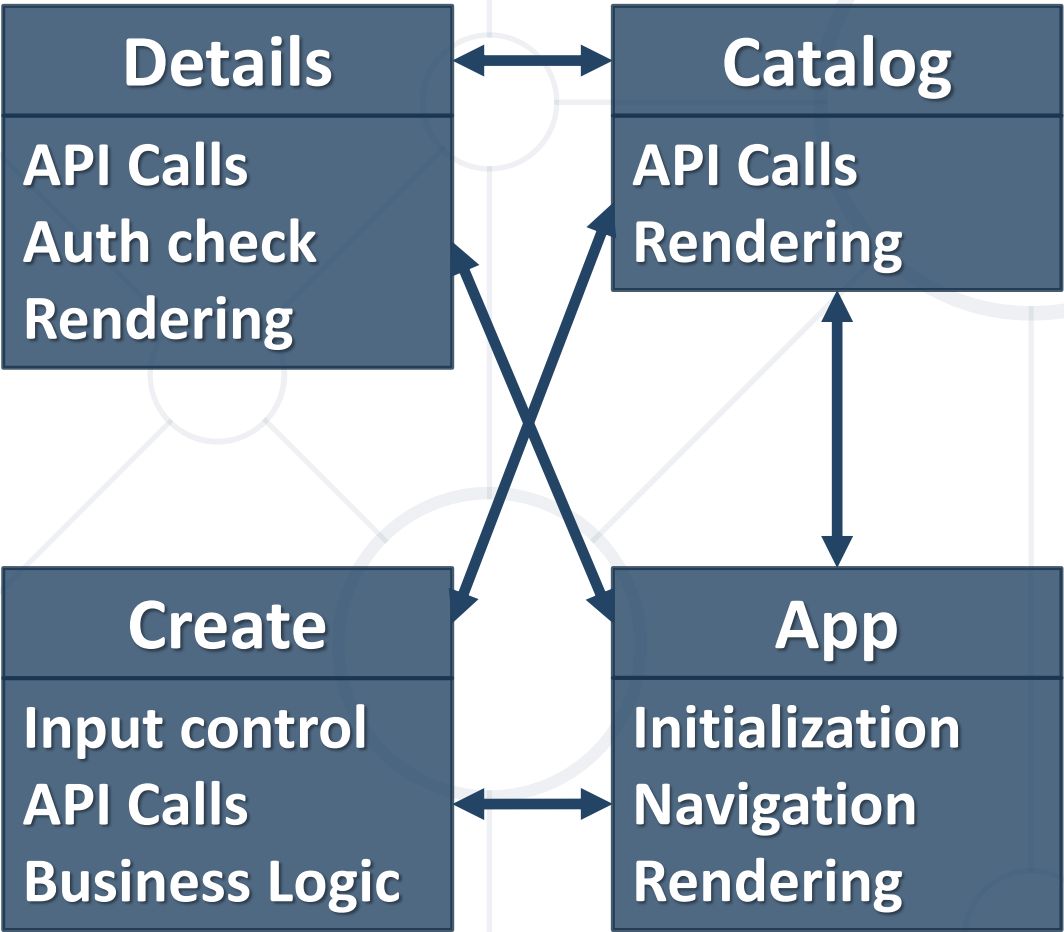 Details
API Calls
Auth check
Rendering
Catalog
API Calls
Rendering
Create
Input control
API Calls
Business Logic
App
Initialization
Navigation
Rendering